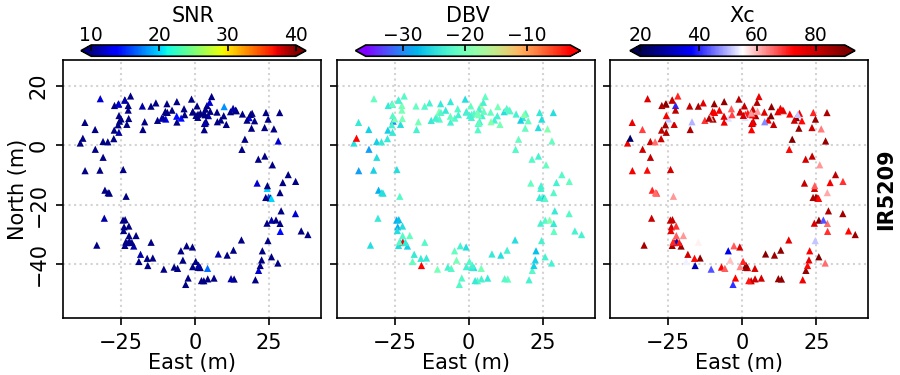 SNR DBV Xc
10 20 30 40 −30 −20 −10 20 40 60 80
20
0
−20
−40
North (m)
−25 0 25 −25 0 25 −25 0 25
East (m) East (m) East (m)
IR5209